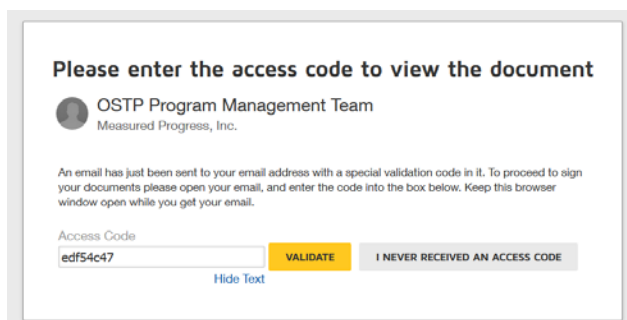 Please enter the access code to view the document
OSTP Program Management Team
Measured Progress, Inc.
An email has just been sent to your email address with a special validation code in it. To proceed to sign
your documents please open your email, and enter the code into the box below. Keep this browser
window open while you get your email.
Access Code
edf54c47 VALIDATE I NEVER RECEIVED AN ACCESS CODE
Hide Text